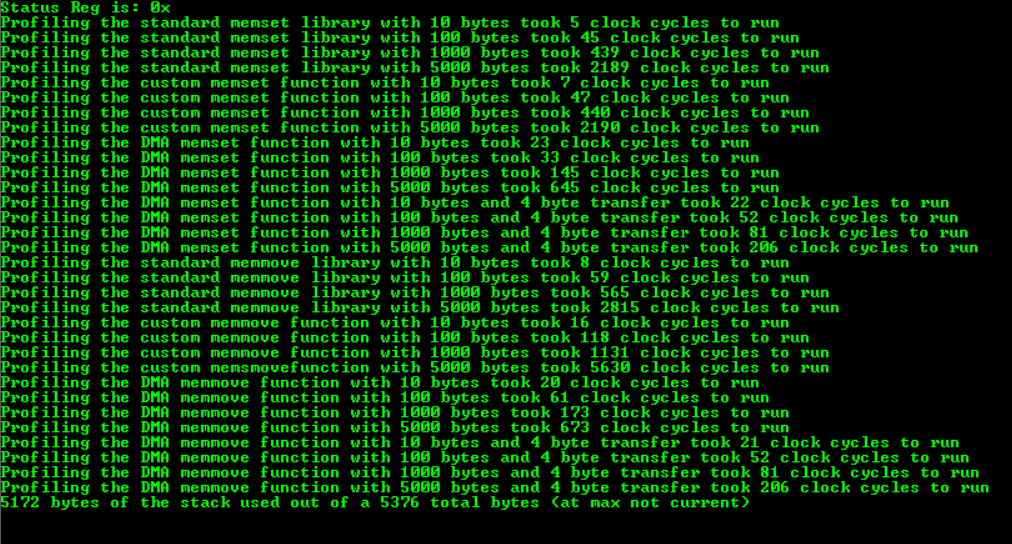 Status Reg is: 0x
Profiling the standard memset library with 10 bytes took 5 clock cycles to run
Profiling the standard memset library with 100 bytes took 45 clock cycles to run
Profiling the standard memset library with 1000 bytes took 439 clock cycles to run
Profiling the standard memset library with 5000 bytes took 2189 clock cycles to run
Profiling the custom memset function with 10 bytes took 7 clock cycles to run
Profiling the custom memset function with 100 bytes took 47 clock cycles to run
Profiling the custom memset function with 1000 bytes took 440 clock cycles to run
Profiling the custom memset function with 5000 bytes took 2190 clock cycles to run
Profiling the DMA memset function with 10 bytes took 23 clock cycles to run
Profiling the DMA memset function with 100 bytes took 33 clock cycles to run
Profiling the DMA memset function with 1000 bytes took 145 clock cycles to run
Profiling the DMA memset function with 5000 bytes took 645 clock cycles to run
Profiling the DMA memset function with 10 bytes and 4 byte transfer took 22 clock cycles to run
Profiling the DMA memset function with 100 bytes and 4 byte transfer took 52 clock cycles to run
Profiling the DMA memset function with 1000 bytes and 4 byte transfer took 81 clock cycles to run
Profiling the DMA memset function with 5000 bytes and 4 byte transfer took 206 clock cycles to run
Profiling the standard memmove library with 10 bytes took 8 clock cycles to run
Profiling the standard memmove library with 100 bytes took 59 clock cycles to run
Profiling the standard memmove library with 1000 bytes took 565 clock cycles to run
Profiling the standard memmove library with 5000 bytes took 2815 clock cycles to run
Profiling the custom memmove function with 10 bytes took 16 clock cycles to run
Profiling the custom memmove function with 100 bytes took 118 clock cycles to run
Profiling the custom memmove function with 1000 bytes took 1131 clock cycles to run
Profiling the custom memsmovefunction with 5000 bytes took 5630 clock cycles to run
Profiling the DMA memmove function with 10 bytes took 20 clock cycles to run
Profiling the DMA memmove function with 100 bytes took 61 clock cycles to run
Profiling the DMA memmove function with 1000 bytes took 173 clock cycles to run
Profiling the DMA memmove function with 5000 bytes took 673 clock cycles to run
Profiling the DMA memmove function with 10 bytes and 4 byte transfer took 21 clock cycles to run
Profiling the DMA memmove function with 100 bytes and 4 byte transfer took 52 clock cycles to run
Profiling the DMA memmove function with 1000 bytes and 4 byte transfer took 81 clock cycles to run
Profiling the DMA memmove function with 5000 bytes and 4 byte transfer took 206 clock cycles to run
5172 bytes of the stack used out of a 5376 total bytes (at max not current)